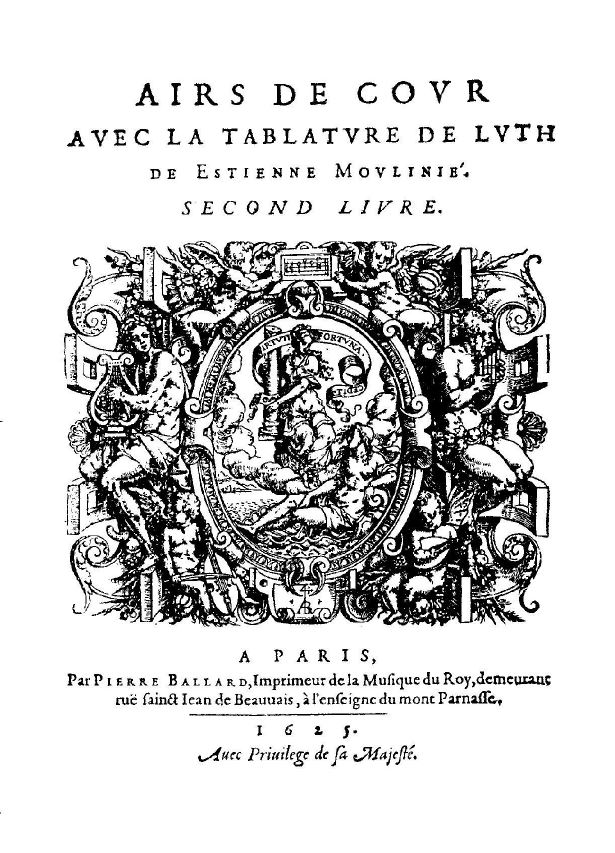 AIRS DE COVR
AVEC LA TABLATVRE DE LVTH
DE ESTIENNE MOVLINIE'.
SECOND LIVRE.
FORTVNA
A PARIS,
Par PIERRE BALLARD, Imprimeur de la Muſique du Roy, demeurant
ruë ſainct Iean de Beauuais, à l'enſeigne du mont Parnaſſe,
1625.
Auec Priuilege de ſa Majeſté.